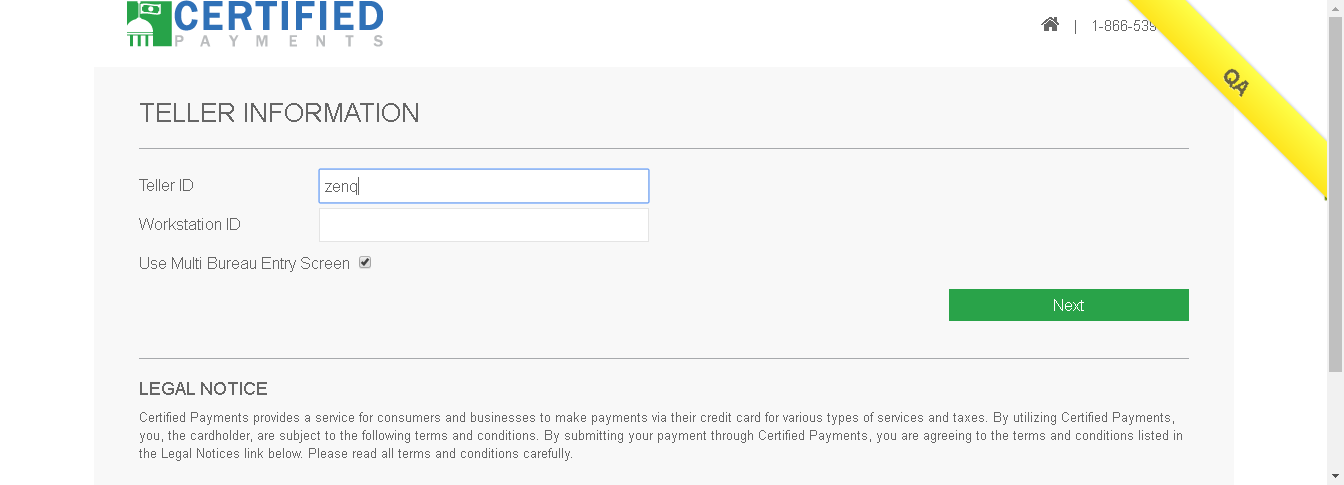 CERTIFIED
PAYMENTS
| 1-866-539
QA
TELLER INFORMATION
Teller ID zenq
Workstation ID
Use Multi Bureau Entry Screen
Next
LEGAL NOTICE
Certified Payments provides a service for consumers and businesses to make payments via their credit card for various types of services and taxes. By utilizing Certified Payments,
you, the cardholder, are subject to the following terms and conditions. By submitting your payment through Certified Payments, you are agreeing to the terms and conditions listed in
the Legal Notices link below. Please read all terms and conditions carefully.